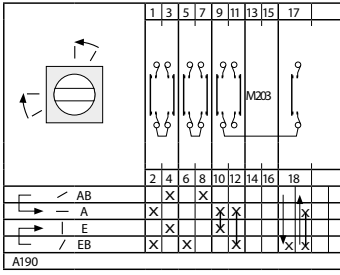 1 3 5 7 9 11 13 15 17
M203
2 4 6 8 10 12 14 16 18
AB X X
A X X X X
E X X
EB X X X X X
A190